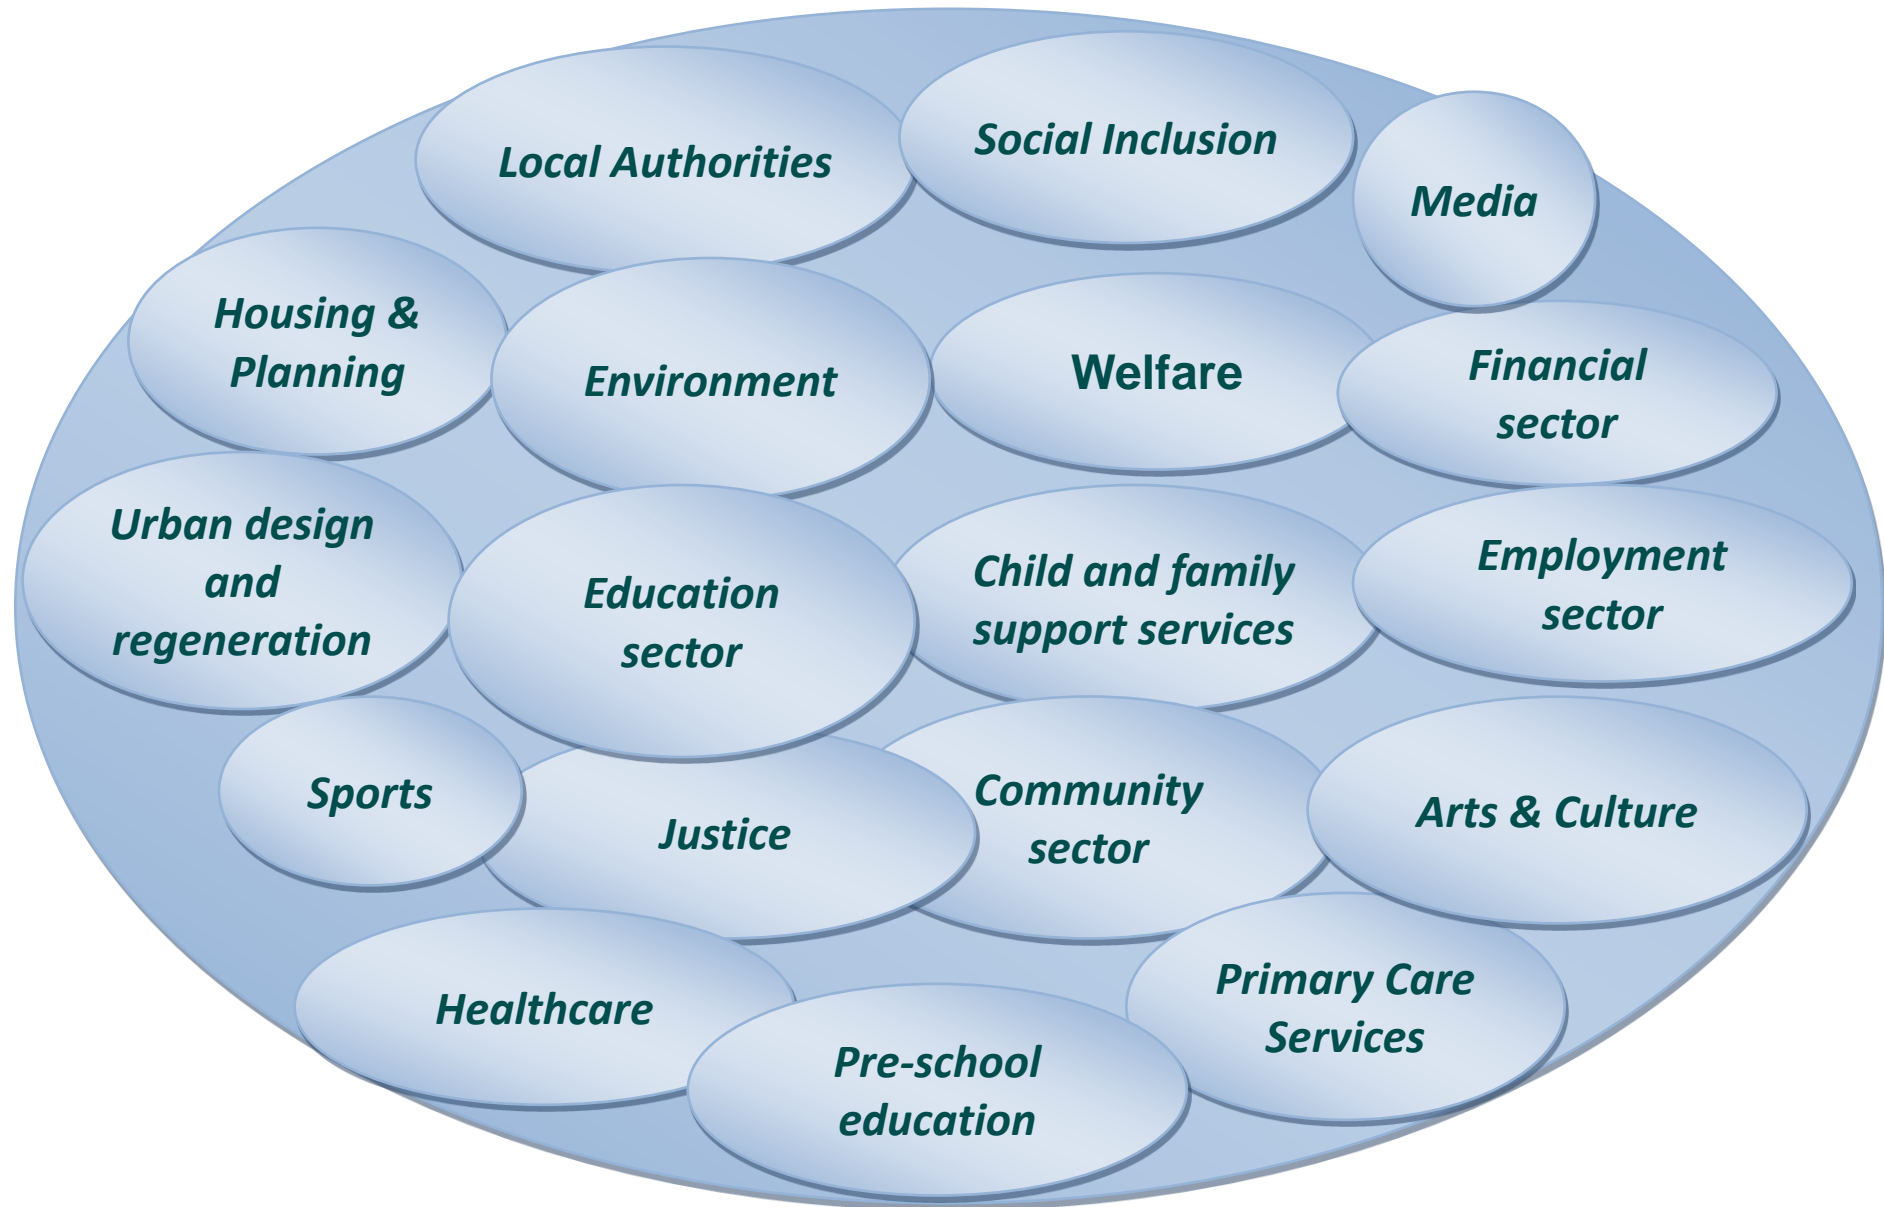 Local Authorities
Social Inclusion
Media
Housing &
Planning
Environment
Welfare
Financial
sector
Urban design
and
regeneration
Education
sector
Child and family
support services
Employment
sector
Sports
Justice
Community
sector
Arts & Culture
Healthcare
Pre-school
education
Primary Care
Services